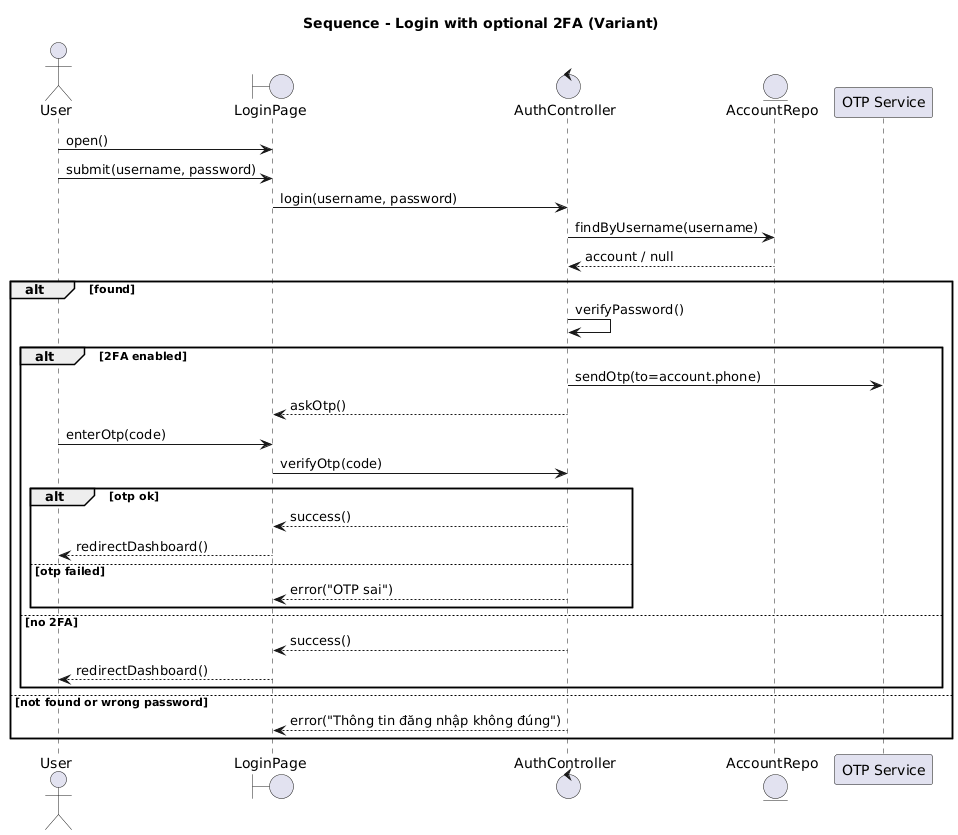 Sequence - Login with optional 2FA (Variant)
User
LoginPage
AuthController
AccountRepo
OTP Service
open()
submit(username, password)
login(username, password)
findByUsername(username)
account / null
alt [found]
verifyPassword()
alt [2FA enabled]
sendOtp(to=account.phone)
askOtp()
enterOtp(code)
verifyOtp(code)
alt [otp ok]
success()
redirectDashboard()
[otp failed]
error("OTP sai")
[no 2FA]
success()
redirectDashboard()
[not found or wrong password]
error("Thông tin đăng nhập không đúng")
User
LoginPage
AuthController
AccountRepo
OTP Service